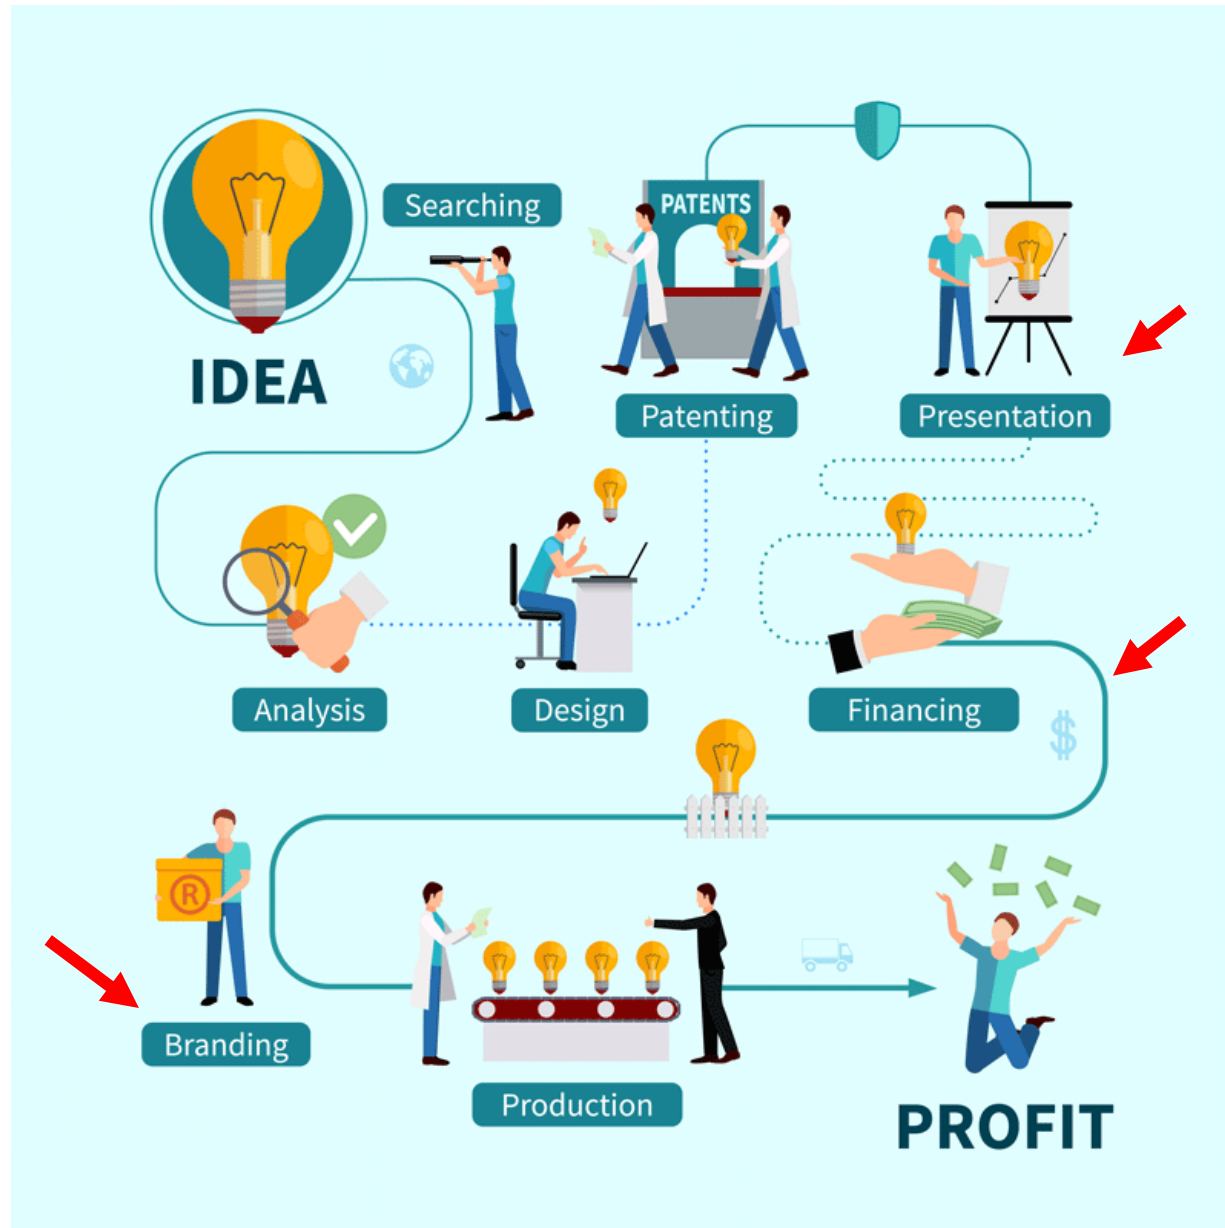 IDEA
Searching
PATENTS
Patenting
Presentation
Analysis
Design
Financing
$
R
Branding
Production
PROFIT